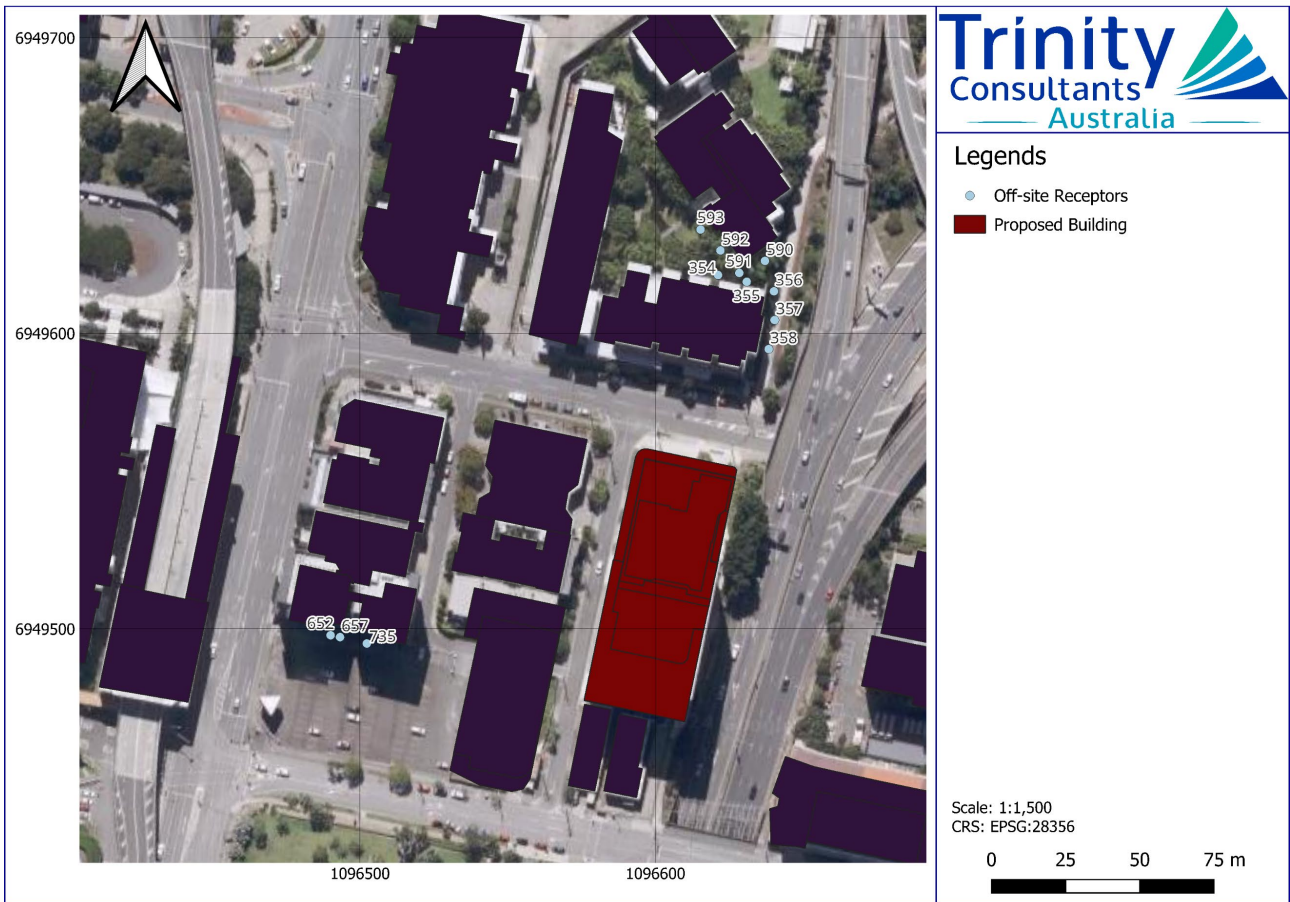 6949700
6949600
6949500
1096500
1096600
593
592
590
591
354
355
356
357
358
652
657
735
Trinity
Consultants
Australia
Legends
Off-site Receptors
Proposed Building
Scale: 1:1,500
CRS: EPSG:28356
0 25 50 75 m